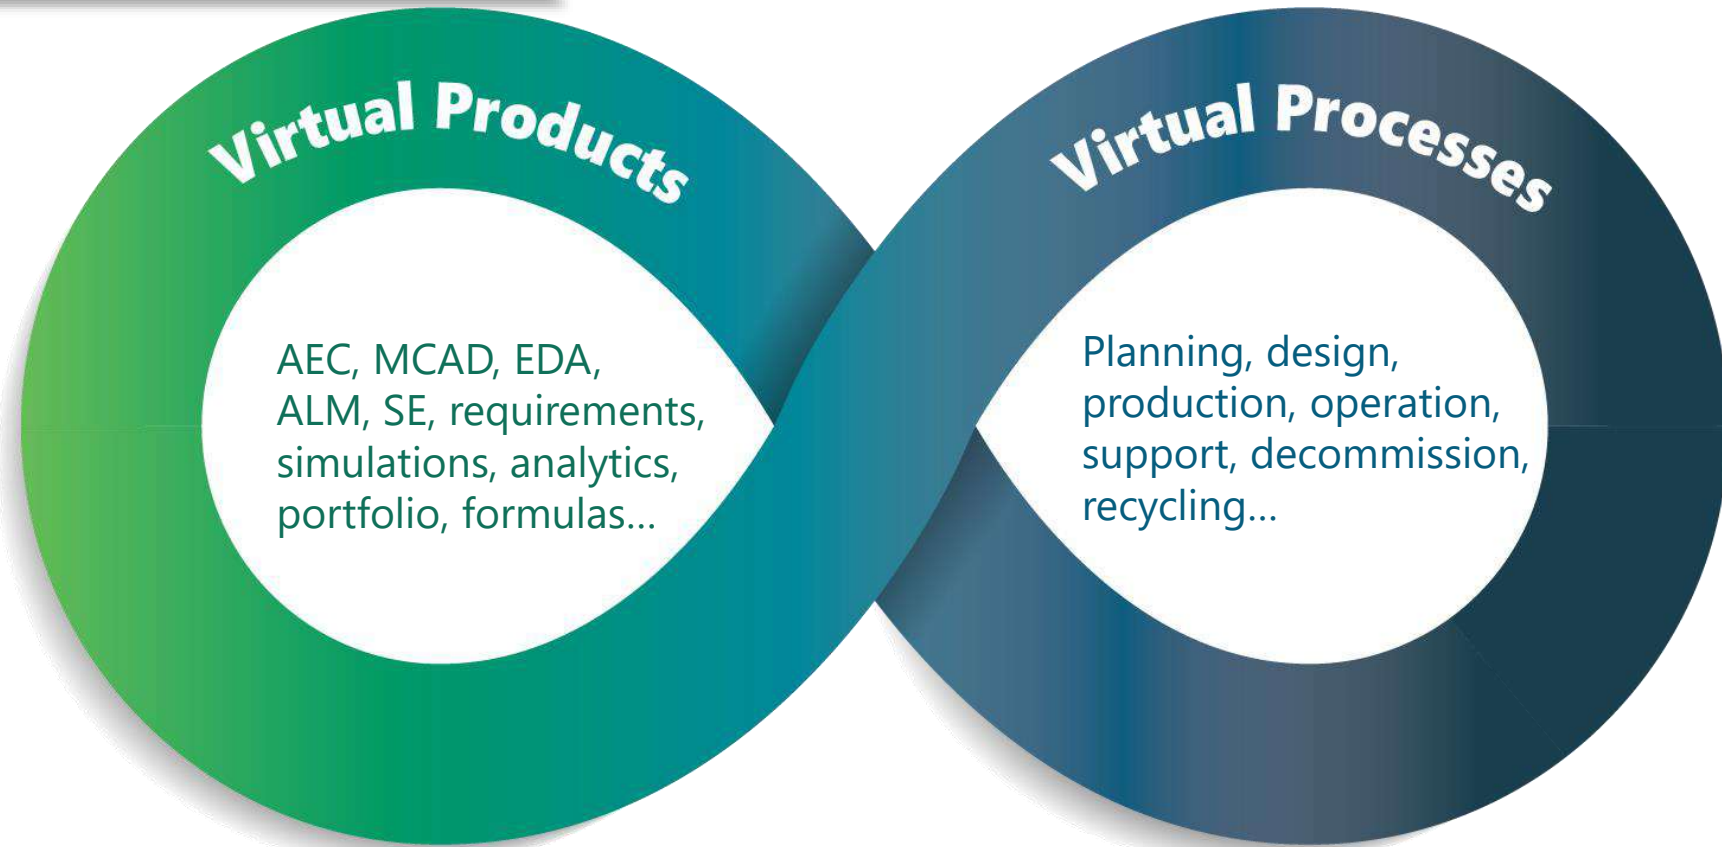 Virtual Products
AEC, MCAD, EDA,
ALM, SE, requirements,
simulations, analytics,
portfolio, formulas...
Virtual Processes
Planning, design,
production, operation,
support, decommission,
recycling...